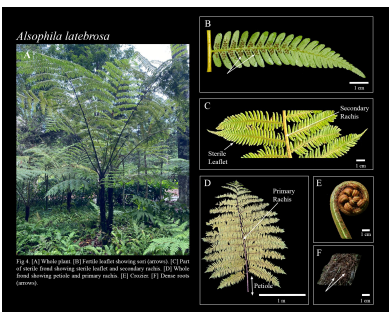 Alsophila latebrosa
A
Fig 4. [A] Whole plant [B] Fertile leaflet showing sori (arrows). [C] Part
of sterile frond showing sterile leaflet and secondary rachis. [D] Whole
frond showing petiole and primary rachis. [E] Crozier. [F] Dense roots
(arrows).
B
1 cm
C
Secondary
Rachis
Sterile
Leaflet
1 cm
D
Primary
Rachis
Petiole
1 m
E
1 cm
F
1 cm